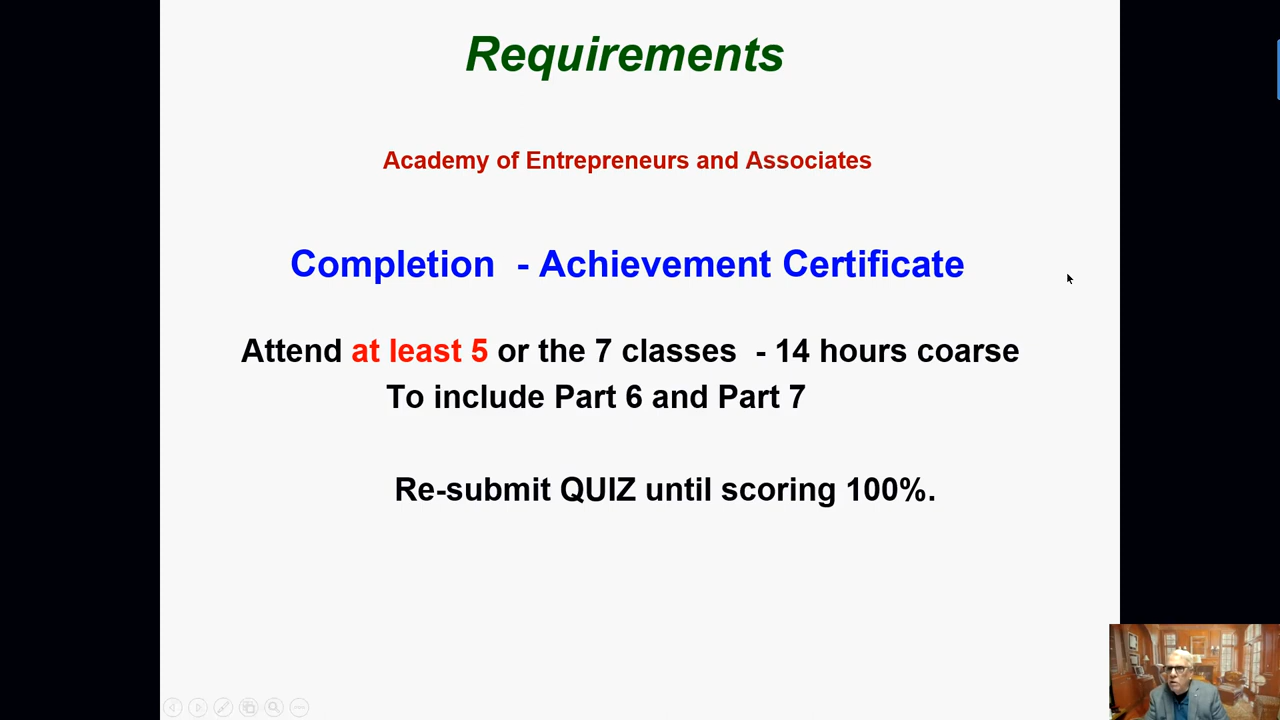 Requirements
Academy of Entrepreneurs and Associates
Completion - Achievement Certificate
Attend at least 5 or the 7 classes - 14 hours coarse
To include Part 6 and Part 7
Re-submit QUIZ until scoring 100%.